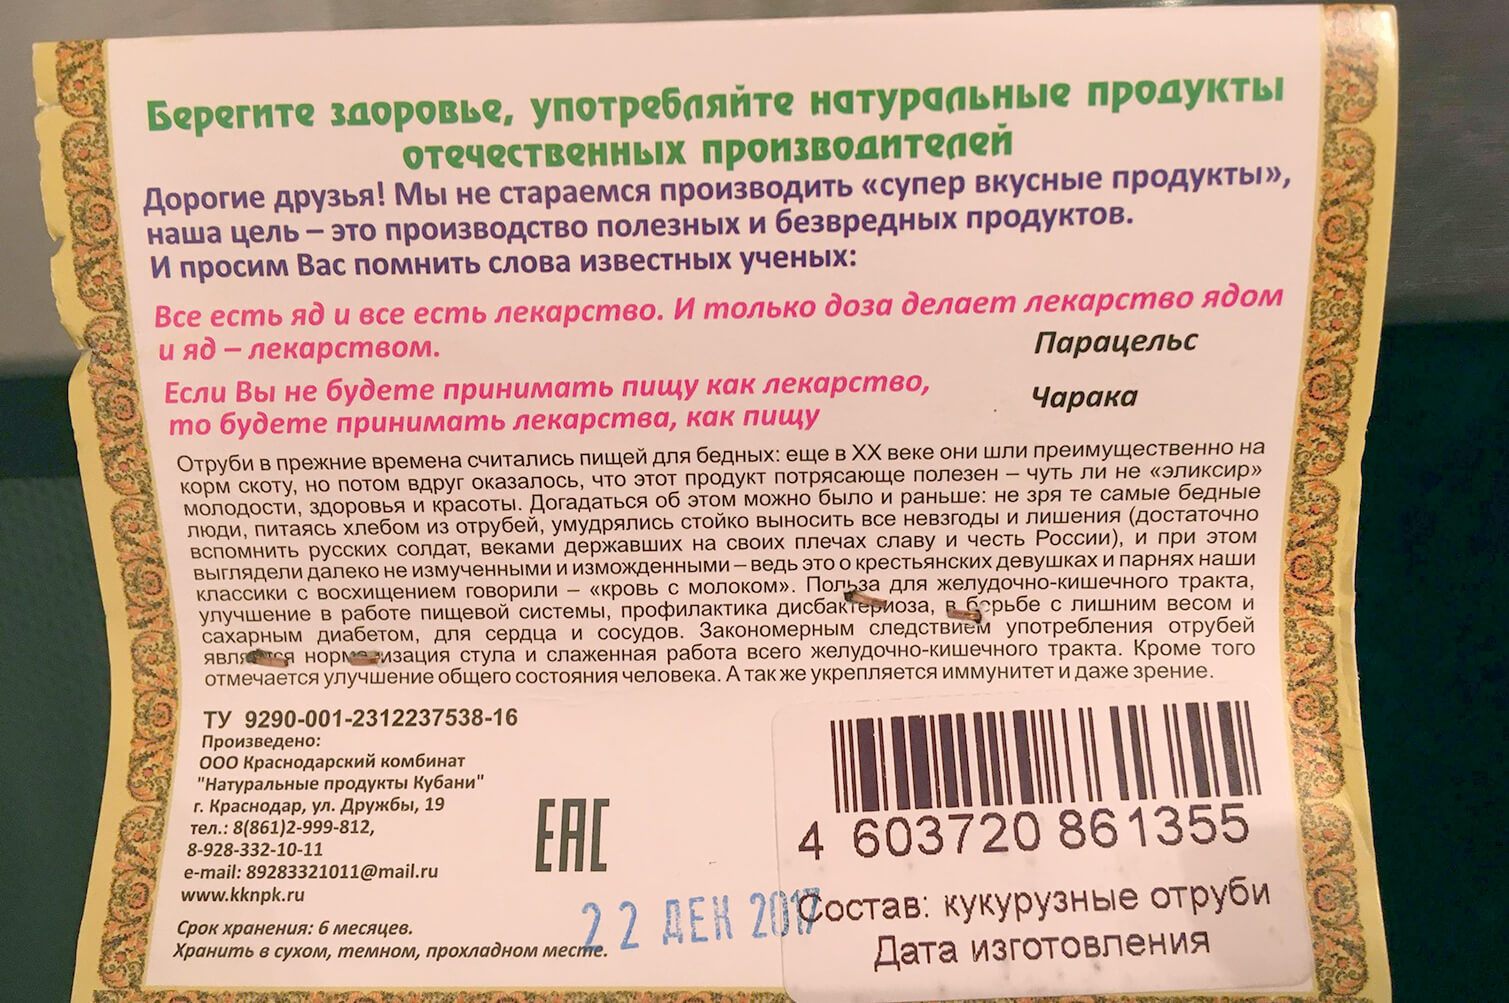 Берегите здоровье, употребляйте натуральные продукты
отечественных производителей
Дорогие друзья! Мы не стараемся производить «супер вкусные продукты»,
наша цель – это производство полезных и безвредных продуктов.
И просим Вас помнить слова известных ученых:
Все есть яд и все есть лекарство. И только доза делает лекарство ядом
и яд – лекарством.
Парацельс
Если Вы не будете принимать пищу как лекарство,
то будете принимать лекарства, как пищу
Чарака
Отруби в прежние времена считались пищей для бедных: еще в XX веке они шли преимущественно на
корм скоту, но потом вдруг оказалось, что этот продукт потрясающе полезен – чуть ли не «эликсир»
молодости, здоровья и красоты. Догадаться об этом можно было и раньше: не зря те самые бедные
люди, питаясь хлебом из отрубей, умудрялись стойко выносить все невзгоды и лишения (достаточно
вспомнить русских солдат, веками державших на своих плечах славу и честь России), и при этом
выглядели далеко не измученными и изможденными – ведь это о крестьянских девушках и парнях наши
классики с восхищением говорили – «кровь с молоком». Польза для желудочно-кишечного тракта,
улучшение в работе пищевой системы, профилактика дисбактериоза, в борьбе с лишним весом и
сахарным диабетом, для сердца и сосудов. Закономерным следствием употребления отрубей
является нормализация стула и слаженная работа всего желудочно-кишечного тракта. Кроме того
отмечается улучшение общего состояния человека. А так же укрепляется иммунитет и даже зрение.
ТУ 9290-001-2312237538-16
Произведено:
ООО Краснодарский комбинат
"Натуральные продукты Кубани"
г. Краснодар, ул. Дружбы, 19
тел.: 8(861)2-999-812,
8-928-332-10-11
e-mail: 89283321011@mail.ru
www.kknpk.ru
Срок хранения: 6 месяцев.
Хранить в сухом, темном, прохладном месте.
EAC
22 ДЕК 2017
4 603720 861355
Состав: кукурузные отруби
Дата изготовления